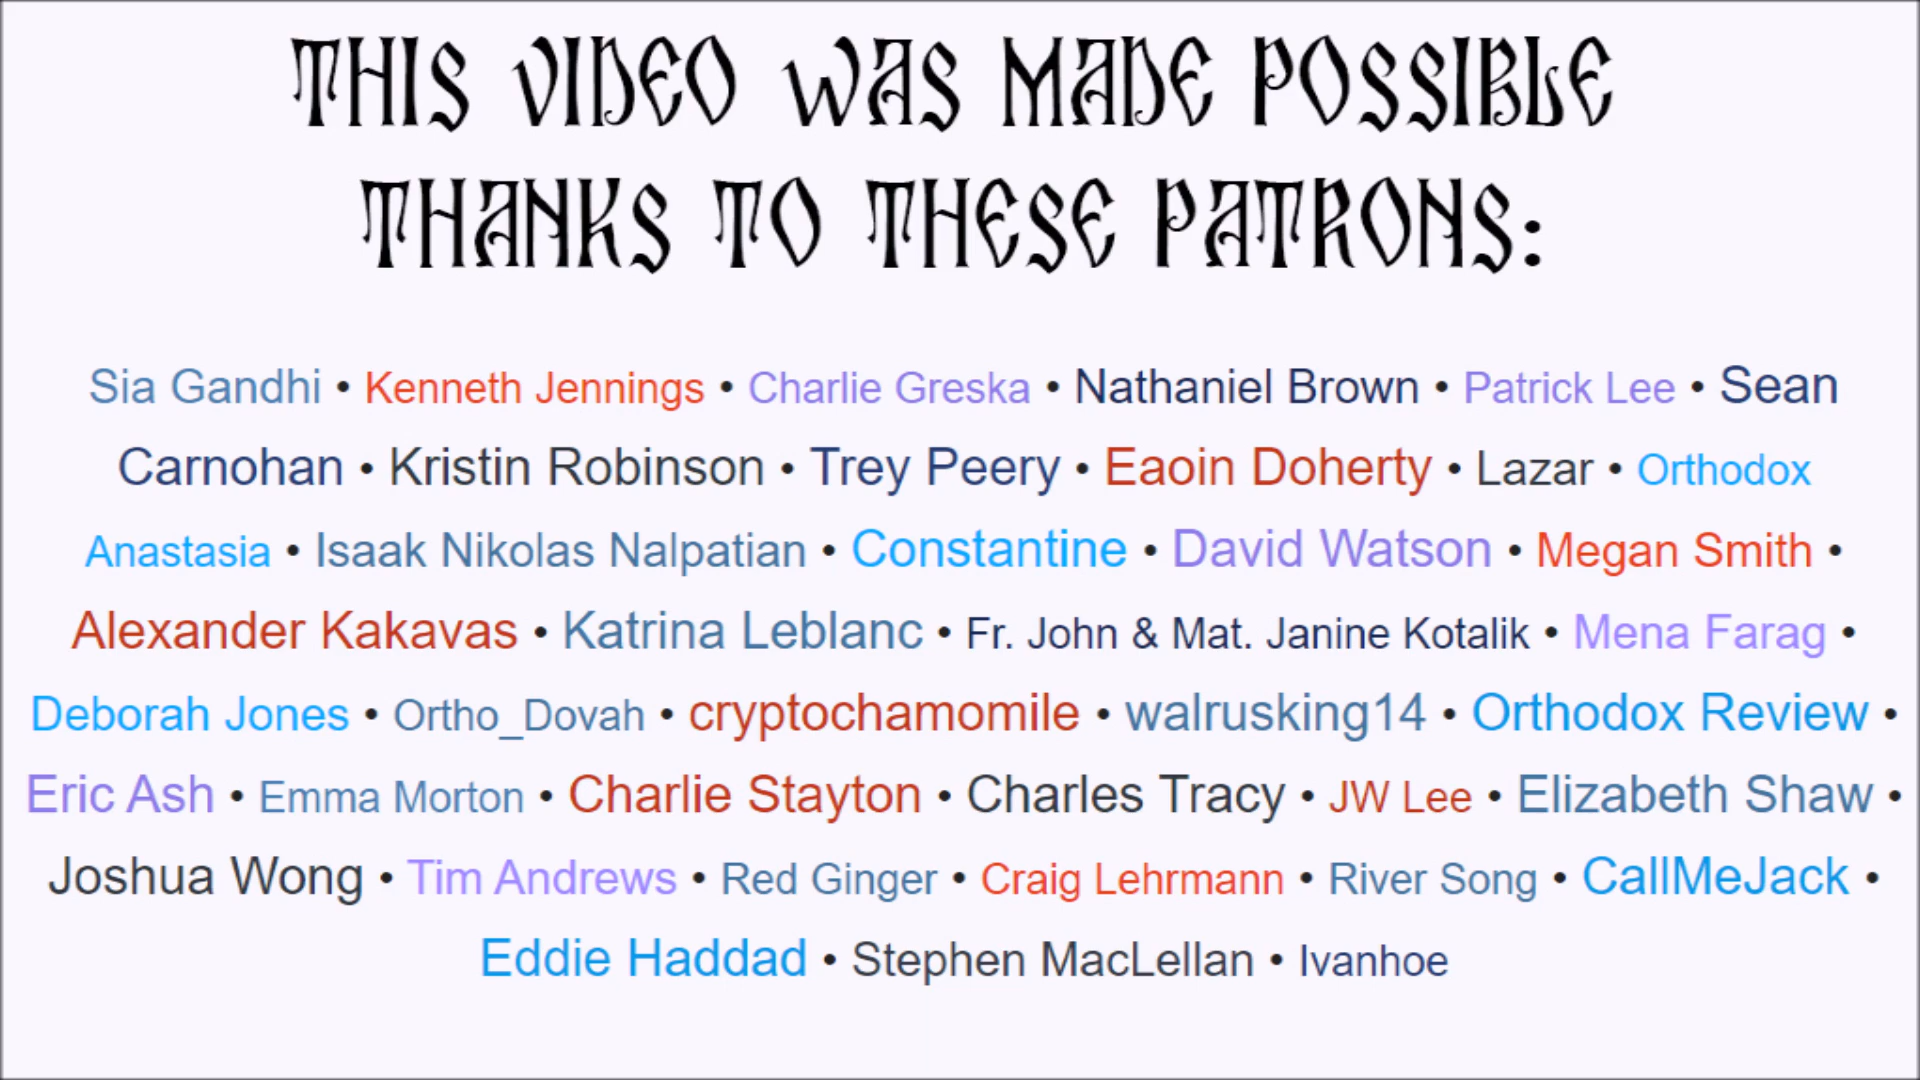 THIS VIDEO WAS MADE POSSIBLE
THANKS TO THESE PATRONS:
Sia Gandhi • Kenneth Jennings • Charlie Greska • Nathaniel Brown • Patrick Lee • Sean
Carnohan • Kristin Robinson • Trey Peery • Eaoin Doherty • Lazar • Orthodox
Anastasia • Isaak Nikolas Nalpatian • Constantine • David Watson • Megan Smith •
Alexander Kakavas • Katrina Leblanc • Fr. John & Mat. Janine Kotalik • Mena Farag •
Deborah Jones • Ortho_Dovah • cryptochamomile • walrusking14 • Orthodox Review •
Eric Ash • Emma Morton • Charlie Stayton • Charles Tracy • JW Lee • Elizabeth Shaw •
Joshua Wong • Tim Andrews • Red Ginger • Craig Lehrmann • River Song • CallMeJack •
Eddie Haddad • Stephen MacLellan • Ivanhoe